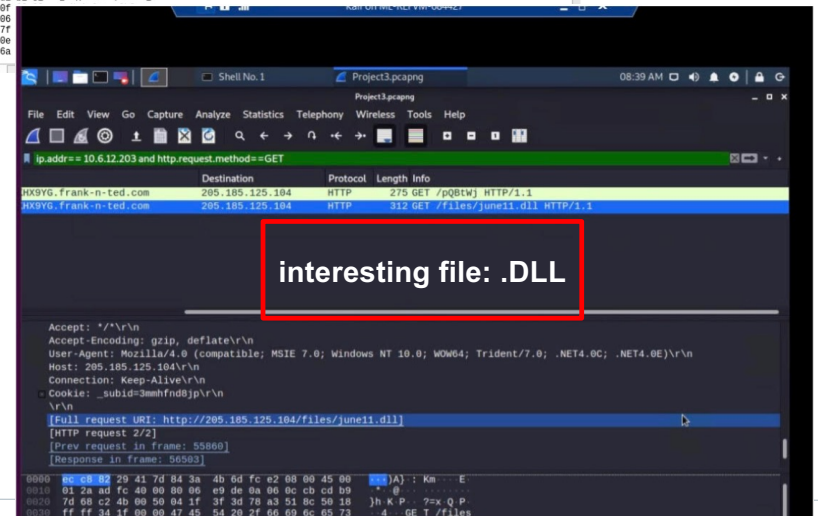 0f
06
7f
0e
6a
Shell No. 1
Project3.pcapng
08:39 AM
Project3.pcapng
File Edit View Go Capture Analyze Statistics Telephony Wireless Tools Help
ip.addr== 10.6.12.203 and http.request.method==GET
Destination Protocol Length Info
HX9YG.frank-n-ted.com 205.185.125.104 HTTP 275 GET /pQBtWj HTTP/1.1
HX9YG.frank-n-ted.com 205.185.125.104 HTTP 312 GET /files/june11.dll HTTP/1.1
interesting file: .DLL
Accept: */*\r\n
Accept-Encoding: gzip, deflate\r\n
User-Agent: Mozilla/4.0 (compatible; MSIE 7.0; Windows NT 10.0; WOW64; Trident/7.0; .NET4.0C; .NET4.0E)\r\n
Host: 205.185.125.104\r\n
Connection: Keep-Alive\r\n
Cookie: _subid=3mmhfnd8jp\r\n
\r\n
[Full request URI: http://205.185.125.104/files/june11.dll]
[HTTP request 2/2]
[Prev request in frame: 55860]
[Response in frame: 56503]
0000 ec c8 82 29 41 7d 84 3a 4b 6d fc e2 08 00 45 00 ···)A}·: Km····E·
0010 01 2a ad fc 40 00 80 06 e9 de 0a 06 0c cb cd b9 ·*··@··· ········
0020 7d 68 c2 4b 00 50 04 1f 3f 3d 78 a3 51 8c 50 18 }h·K·P·· ?=x·Q·P·
0030 ff ff 34 1f 00 00 47 45 54 20 2f 66 69 6c 65 73 ··4···GE T /files